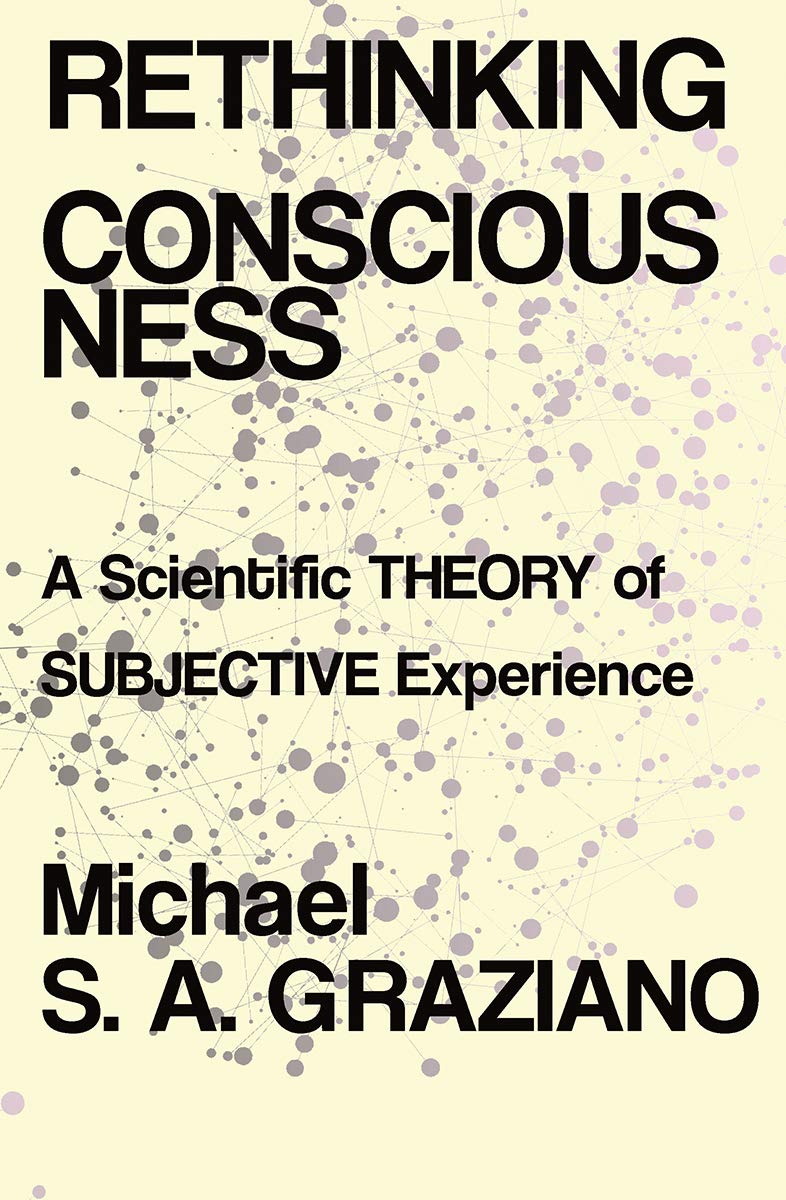 RETHINKING
CONSCIOUS
NESS
A Scientific THEORY of
SUBJECTIVE Experience
Michael
S. A. GRAZIANO